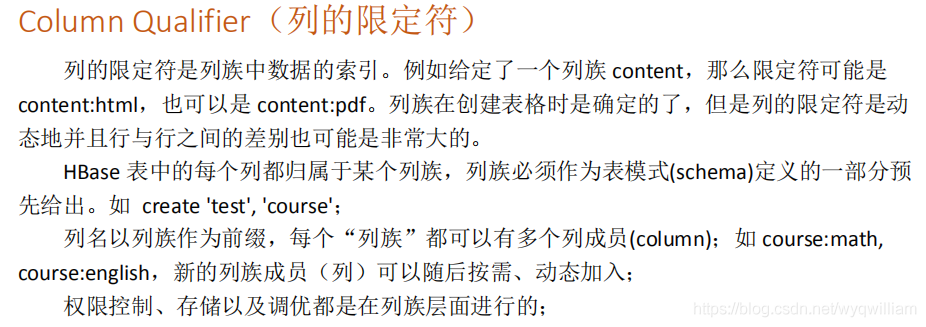 Column Qualifier（列的限定符）
列的限定符是列族中数据的索引。例如给定了一个列族 content，那么限定符可能是
content:html，也可以是 content:pdf。列族在创建表格时是确定的了，但是列的限定符是动
态地并且行与行之间的差别也可能是非常大的。
HBase 表中的每个列都归属于某个列族，列族必须作为表模式(schema)定义的一部分预
先给出。如 create 'test', 'course'；
列名以列族作为前缀，每个“列族”都可以有多个列成员(column)；如 course:math,
course:english，新的列族成员（列）可以随后按需、动态加入；
权限控制、存储以及调优都是在列族层面进行的；
https://blog.csdn.net/wyqwilliam